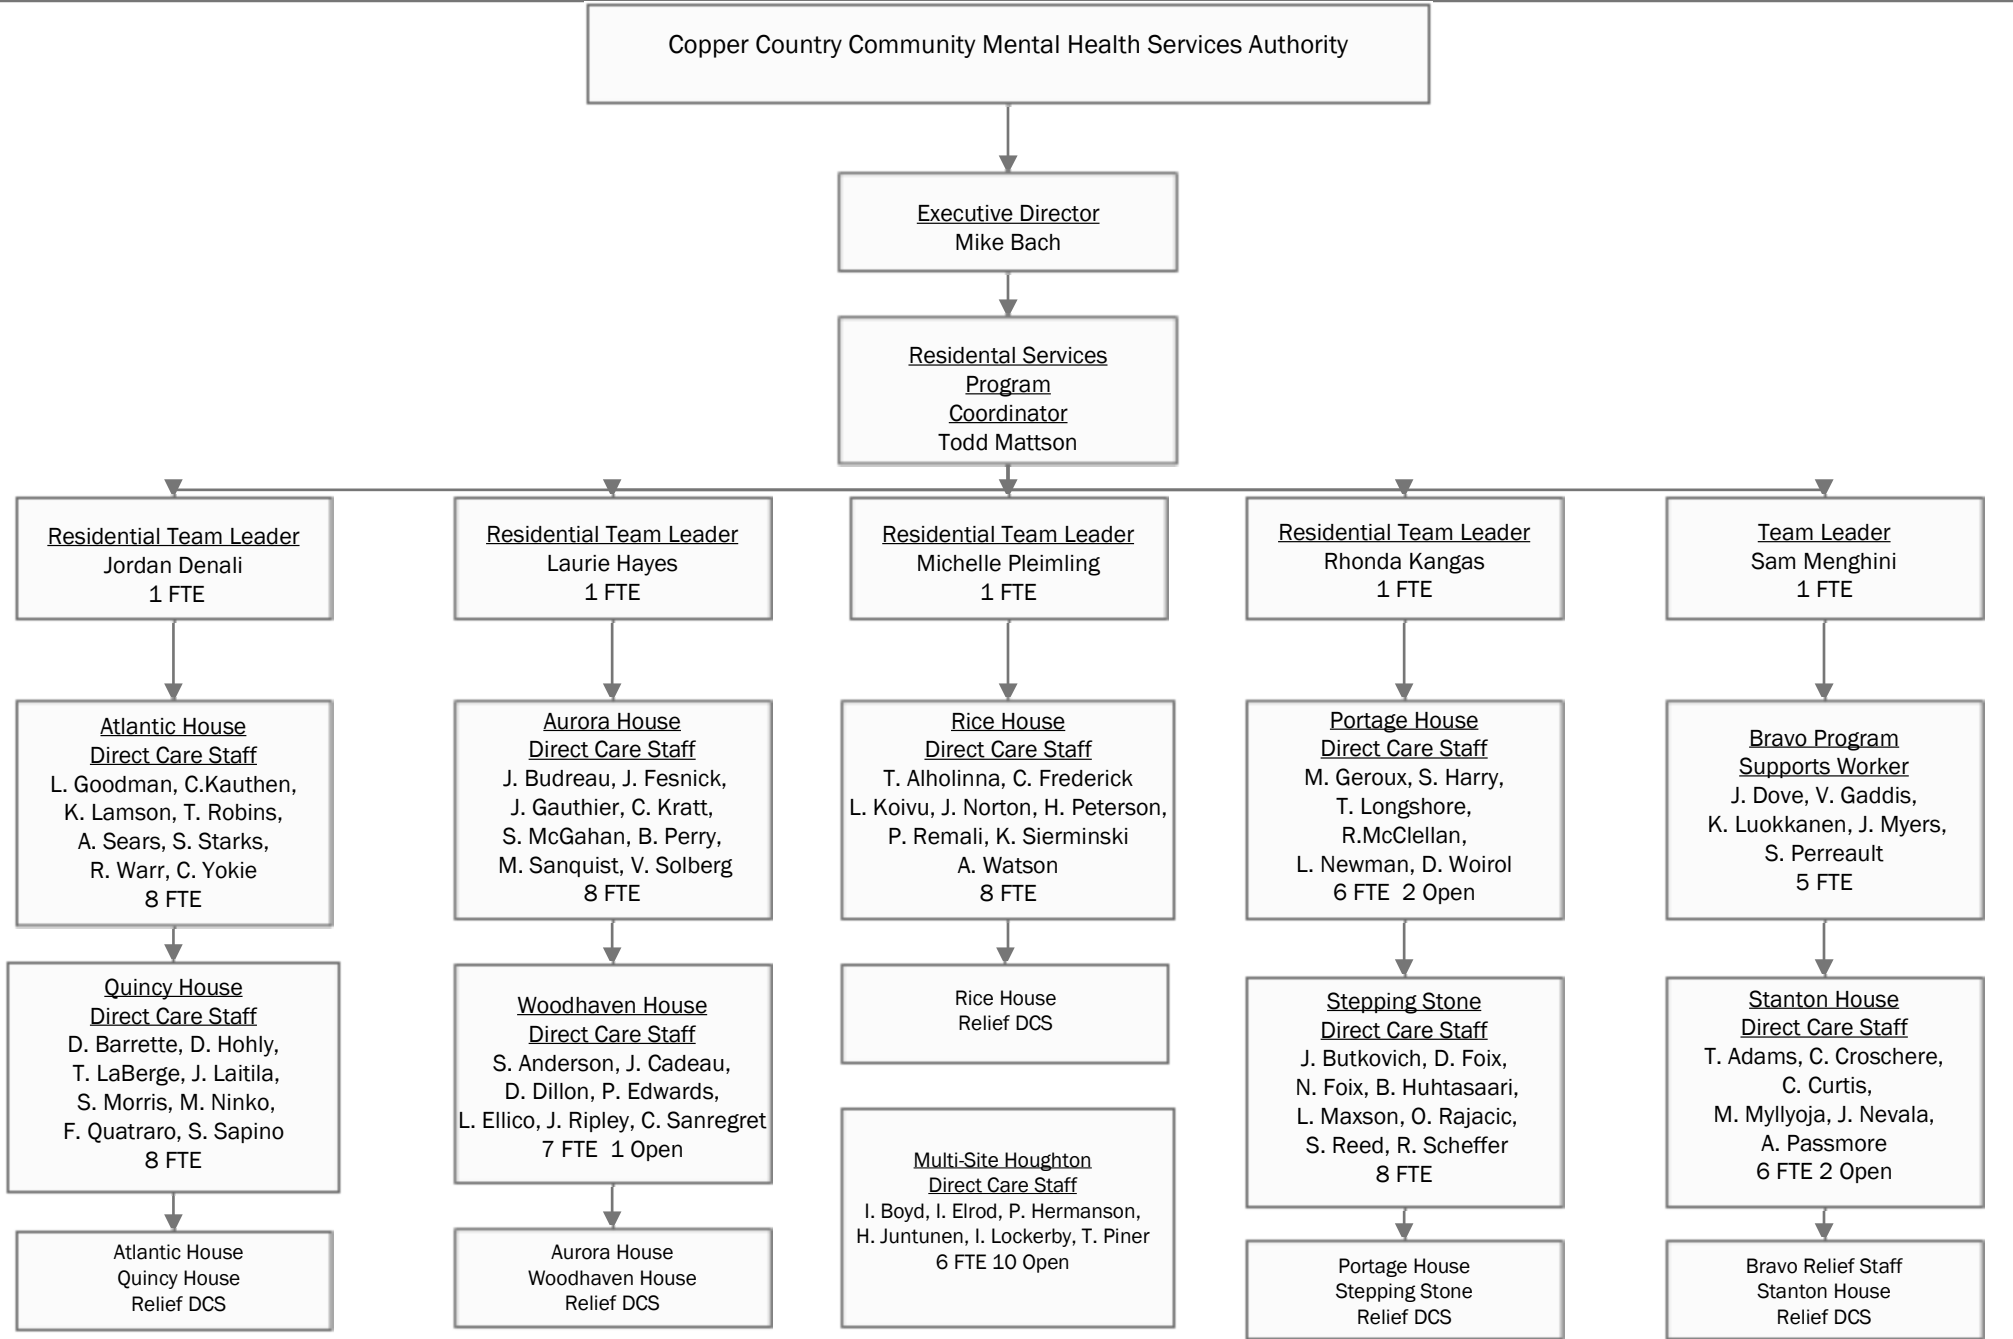 Copper Country Community Mental Health Services Authority
Executive Director
Mike Bach
Residental Services
Program
Coordinator
Todd Mattson
Residential Team Leader
Jordan Denali
1 FTE
Residential Team Leader
Laurie Hayes
1 FTE
Residential Team Leader
Michelle Pleimling
1 FTE
Residential Team Leader
Rhonda Kangas
1 FTE
Team Leader
Sam Menghini
1 FTE
Atlantic House
Direct Care Staff
L. Goodman, C.Kauthen,
K. Lamson, T. Robins,
A. Sears, S. Starks,
R. Warr, C. Yokie
8 FTE
Aurora House
Direct Care Staff
J. Budreau, J. Fesnick,
J. Gauthier, C. Kratt,
S. McGahan, B. Perry,
M. Sanquist, V. Solberg
8 FTE
Rice House
Direct Care Staff
T. Alholinna, C. Frederick
L. Koivu, J. Norton, H. Peterson,
P. Remali, K. Sierminski
A. Watson
8 FTE
Portage House
Direct Care Staff
M. Geroux, S. Harry,
T. Longshore,
R.McClellan,
L. Newman, D. Woirol
6 FTE  2 Open
Bravo Program
Supports Worker
J. Dove, V. Gaddis,
K. Luokkanen, J. Myers,
S. Perreault
5 FTE
Quincy House
Direct Care Staff
D. Barrette, D. Hohly,
T. LaBerge, J. Laitila,
S. Morris, M. Ninko,
F. Quatraro, S. Sapino
8 FTE
Woodhaven House
Direct Care Staff
S. Anderson, J. Cadeau,
D. Dillon, P. Edwards,
L. Ellico, J. Ripley, C. Sanregret
7 FTE  1 Open
Rice House
Relief DCS
Stepping Stone
Direct Care Staff
J. Butkovich, D. Foix,
N. Foix, B. Huhtasaari,
L. Maxson, O. Rajacic,
S. Reed, R. Scheffer
8 FTE
Stanton House
Direct Care Staff
T. Adams, C. Croschere,
C. Curtis,
M. Myllyoja, J. Nevala,
A. Passmore
6 FTE 2 Open
Multi-Site Houghton
Direct Care Staff
I. Boyd, I. Elrod, P. Hermanson,
H. Juntunen, I. Lockerby, T. Piner
6 FTE 10 Open
Atlantic House
Quincy House
Relief DCS
Aurora House
Woodhaven House
Relief DCS
Portage House
Stepping Stone
Relief DCS
Bravo Relief Staff
Stanton House
Relief DCS